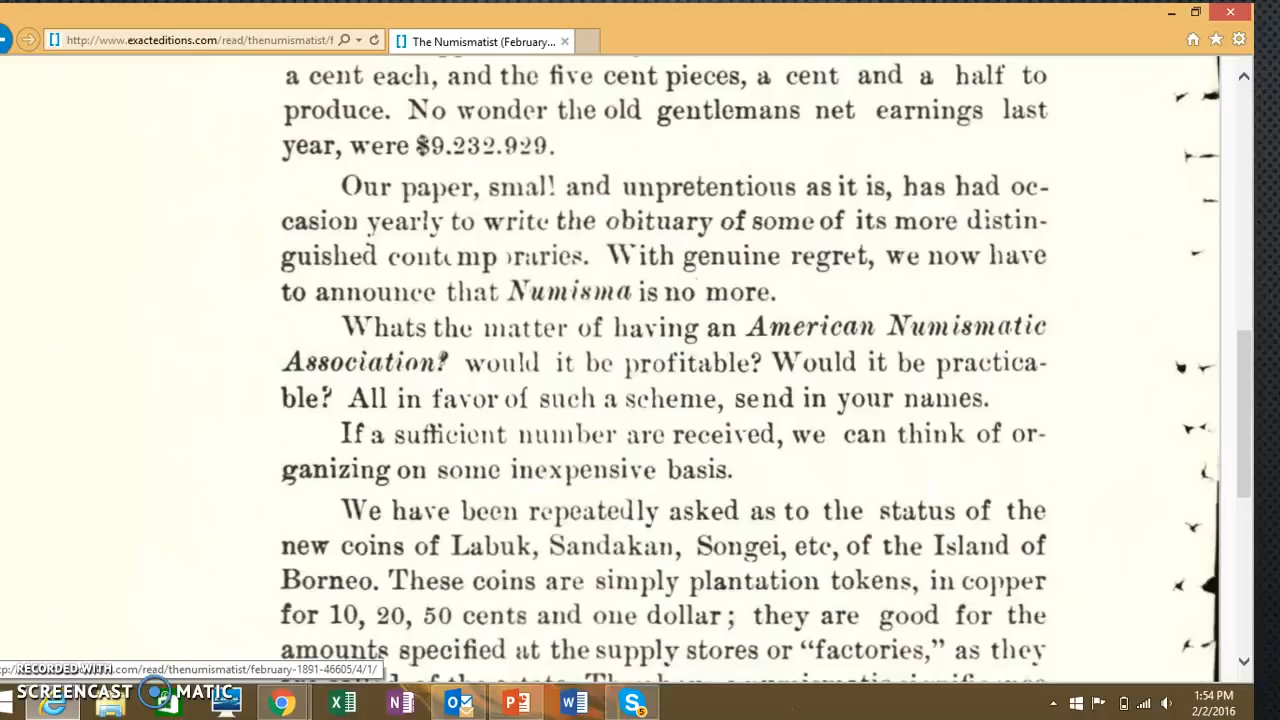 http://www.exacteditions.com/read/thenumismatist/f
The Numismatist (February...
a cent each, and the five cent pieces, a cent and a half to
produce. No wonder the old gentlemans net earnings last
year, were $9.232.929.
Our paper, small and unpretentious as it is, has had oc-
casion yearly to write the obituary of some of its more distin-
guished contemporaries. With genuine regret, we now have
to announce that Numisma is no more.
Whats the matter of having an American Numismatic
Association? would it be profitable? Would it be practica-
ble? All in favor of such a scheme, send in your names.
If a sufficient number are received, we can think of or-
ganizing on some inexpensive basis.
We have been repeatedly asked as to the status of the
new coins of Labuk, Sandakan, Songei, etc, of the Island of
Borneo. These coins are simply plantation tokens, in copper
for 10, 20, 50 cents and one dollar; they are good for the
amounts specified at the supply stores or "factories," as they
.com/read/thenumismatist/february-1891-46605/4/1/
RECORDED WITH
SCREENCAST MATIC
1:54 PM
2/2/2016